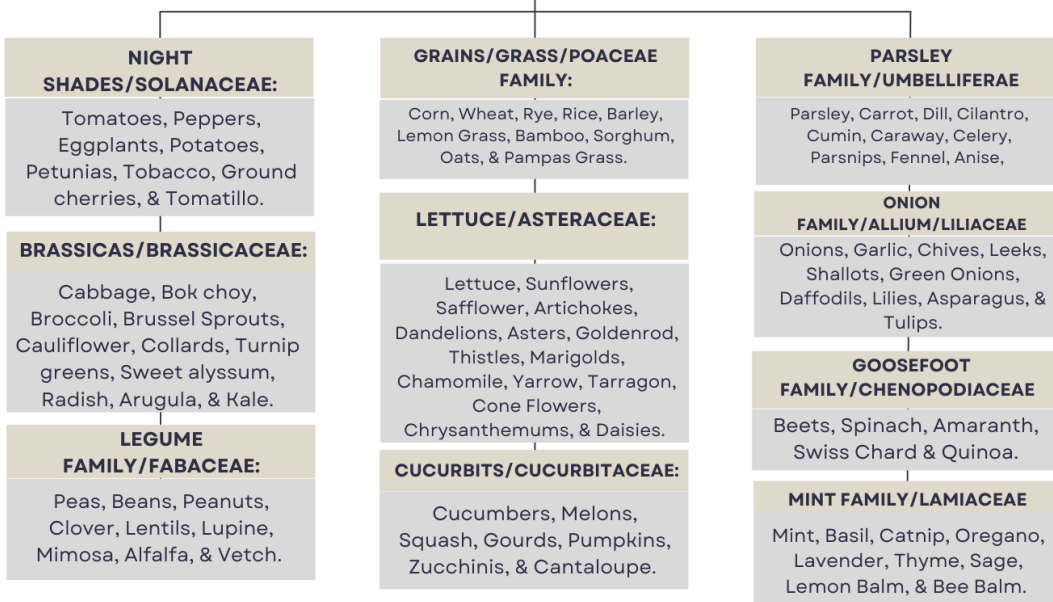 NIGHT
SHADES/SOLANACEAE:
Tomatoes, Peppers,
Eggplants, Potatoes,
Petunias, Tobacco, Ground
cherries, & Tomatillo.
BRASSICAS/BRASSICACEAE:
Cabbage, Bok choy,
Broccoli, Brussel Sprouts,
Cauliflower, Collards, Turnip
greens, Sweet alyssum,
Radish, Arugula, & Kale.
LEGUME
FAMILY/FABACEAE:
Peas, Beans, Peanuts,
Clover, Lentils, Lupine,
Mimosa, Alfalfa, & Vetch.
GRAINS/GRASS/POACEAE
FAMILY:
Corn, Wheat, Rye, Rice, Barley,
Lemon Grass, Bamboo, Sorghum,
Oats, & Pampas Grass.
LETTUCE/ASTERACEAE:
Lettuce, Sunflowers,
Safflower, Artichokes,
Dandelions, Asters, Goldenrod,
Thistles, Marigolds,
Chamomile, Yarrow, Tarragon,
Cone Flowers,
Chrysanthemums, & Daisies.
CUCURBITS/CUCURBITACEAE:
Cucumbers, Melons,
Squash, Gourds, Pumpkins,
Zucchinis, & Cantaloupe.
PARSLEY
FAMILY/UMBELLIFERAE
Parsley, Carrot, Dill, Cilantro,
Cumin, Caraway, Celery,
Parsnips, Fennel, Anise,
ONION
FAMILY/ALLIUM/LILIACEAE
Onions, Garlic, Chives, Leeks,
Shallots, Green Onions,
Daffodils, Lilies, Asparagus, &
Tulips.
GOOSEFOOT
FAMILY/CHENOPODIACEAE
Beets, Spinach, Amaranth,
Swiss Chard & Quinoa.
MINT FAMILY/LAMIACEAE
Mint, Basil, Catnip, Oregano,
Lavender, Thyme, Sage,
Lemon Balm, & Bee Balm.